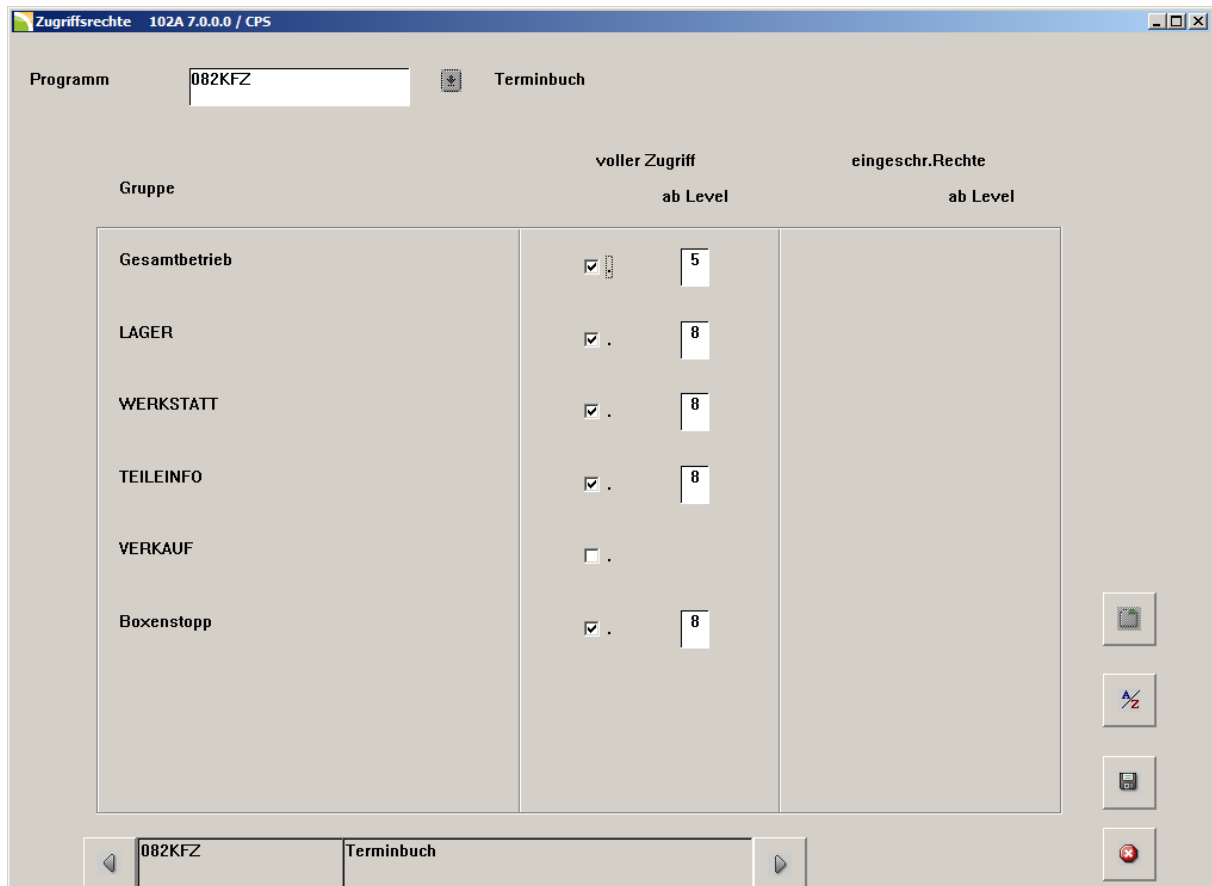 Zugriffsrechte 102A 7.0.0.0 / CPS
Programm 082KFZ Terminbuch
voller Zugriff eingeschr.Rechte
Gruppe ab Level ab Level
Gesamtbetrieb . 5
LAGER . 8
WERKSTATT . 8
TEILEINFO . 8
VERKAUF .
Boxenstopp . 8
A/Z
082KFZ Terminbuch